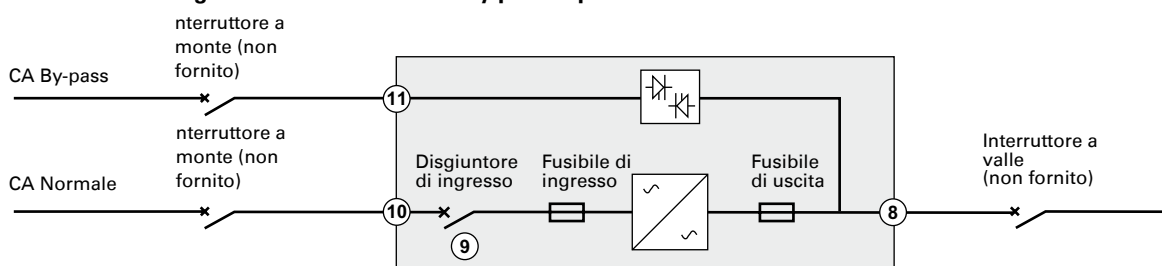 nterruttore a
monte (non
fornito)
CA By-pass
11
nterruttore a
monte (non
fornito)
CA Normale
10
Disgiuntore
di ingresso
9
Fusibile di
ingresso
Fusibile
di uscita
8
Interruttore a
valle
(non fornito)